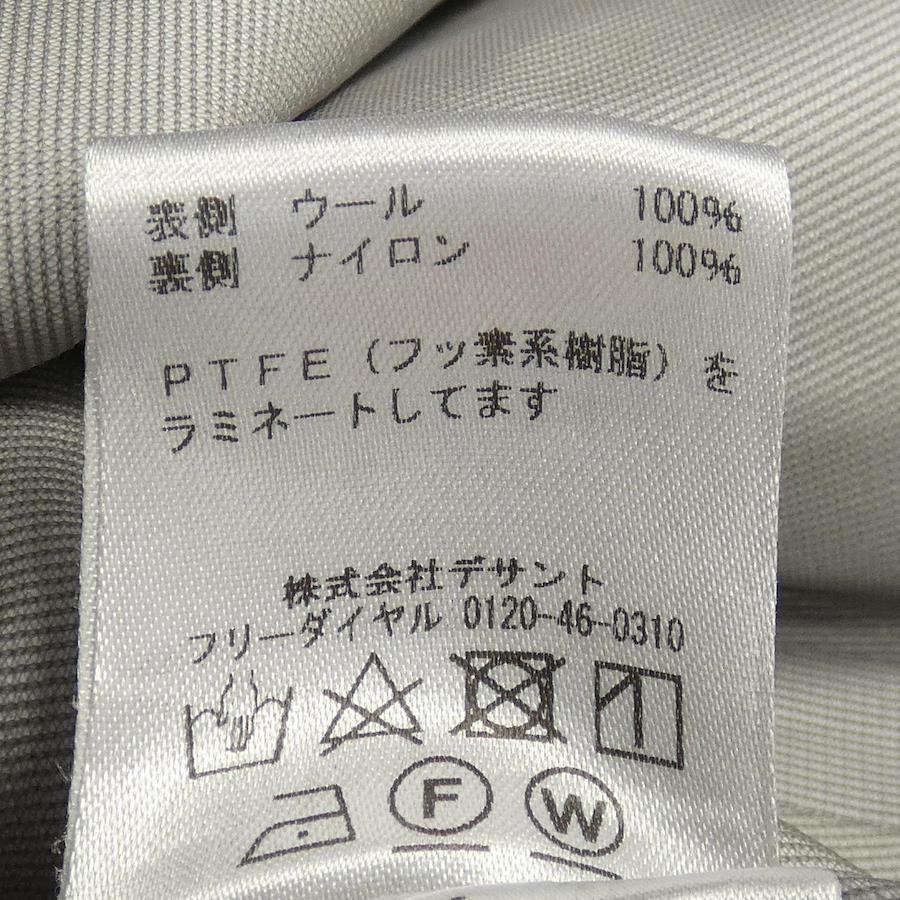 表側 ウール 100%
裏側 ナイロン 100%
PTFE(フッ素系樹脂)を
ラミネートしてます
株式会社デサント
フリーダイヤル 0120-46-0310
F W